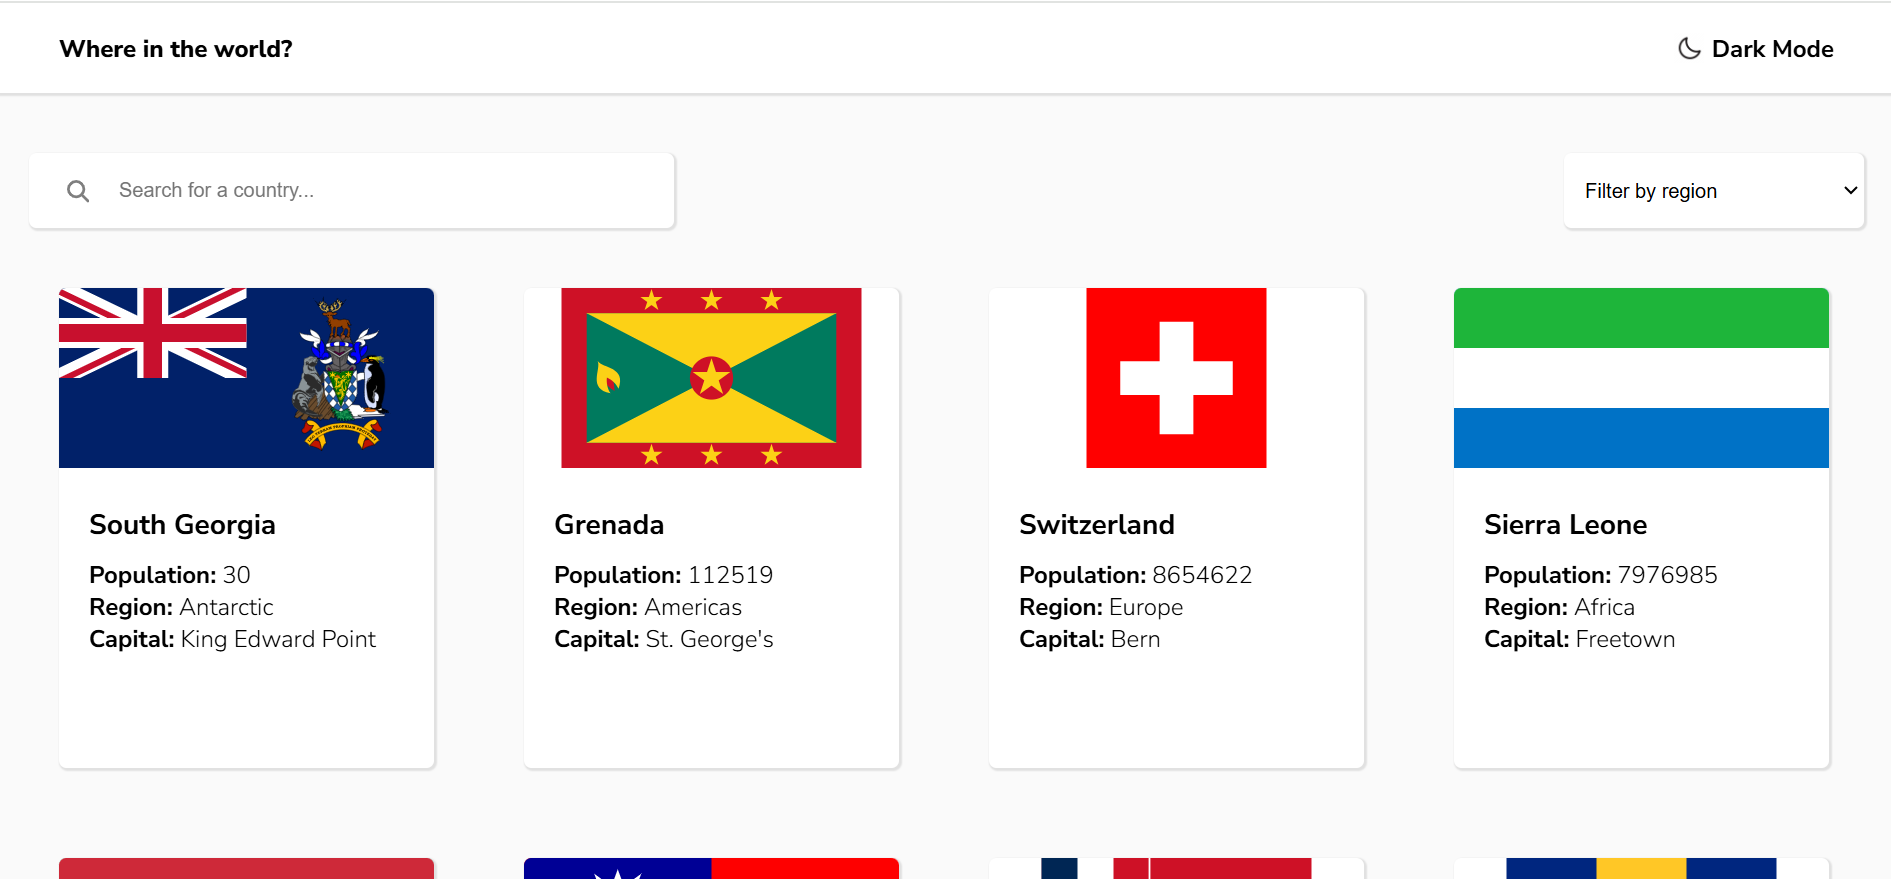 Where in the world?
Dark Mode
Search for a country...
Filter by region
South Georgia
Population: 30
Region: Antarctic
Capital: King Edward Point
Grenada
Population: 112519
Region: Americas
Capital: St. George's
Switzerland
Population: 8654622
Region: Europe
Capital: Bern
Sierra Leone
Population: 7976985
Region: Africa
Capital: Freetown